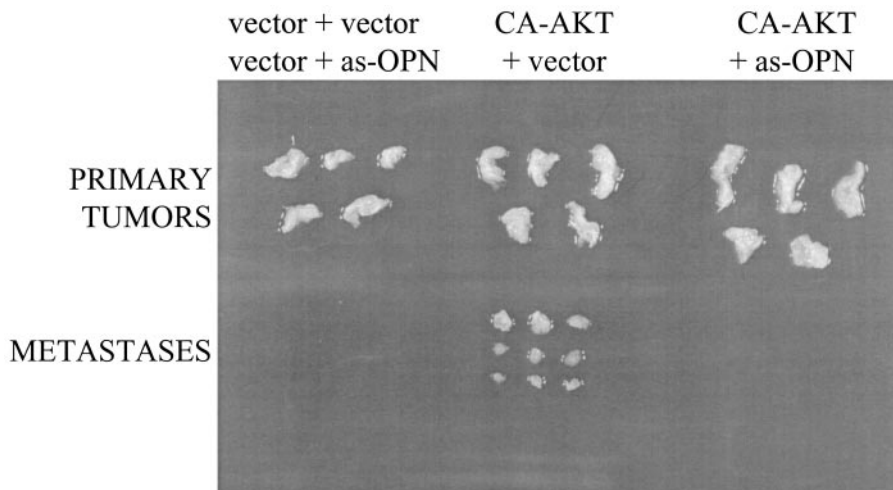 vector + vector
vector + as-OPN
CA-AKT
+ vector
CA-AKT
+ as-OPN
PRIMARY
TUMORS
METASTASES